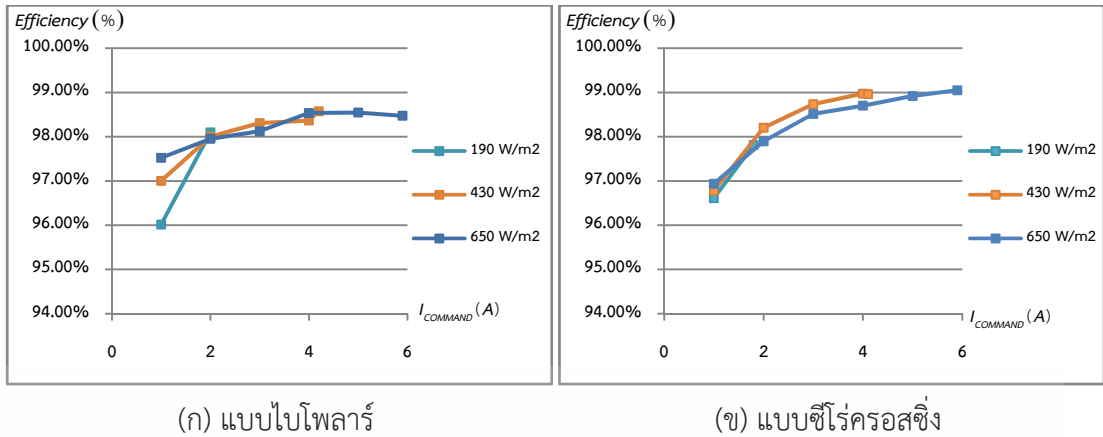 Efficiency (%)
100.00%
99.00%
98.00%
97.00%
96.00%
95.00%
94.00%
0 2 4 6
I_COMMAND (A)
190 W/m2
430 W/m2
650 W/m2
(ก) แบบไบโพลาร์
Efficiency (%)
100.00%
99.00%
98.00%
97.00%
96.00%
95.00%
94.00%
0 2 4 6
I_COMMAND (A)
190 W/m2
430 W/m2
650 W/m2
(ข) แบบซีโร่ครอสซิ่ง